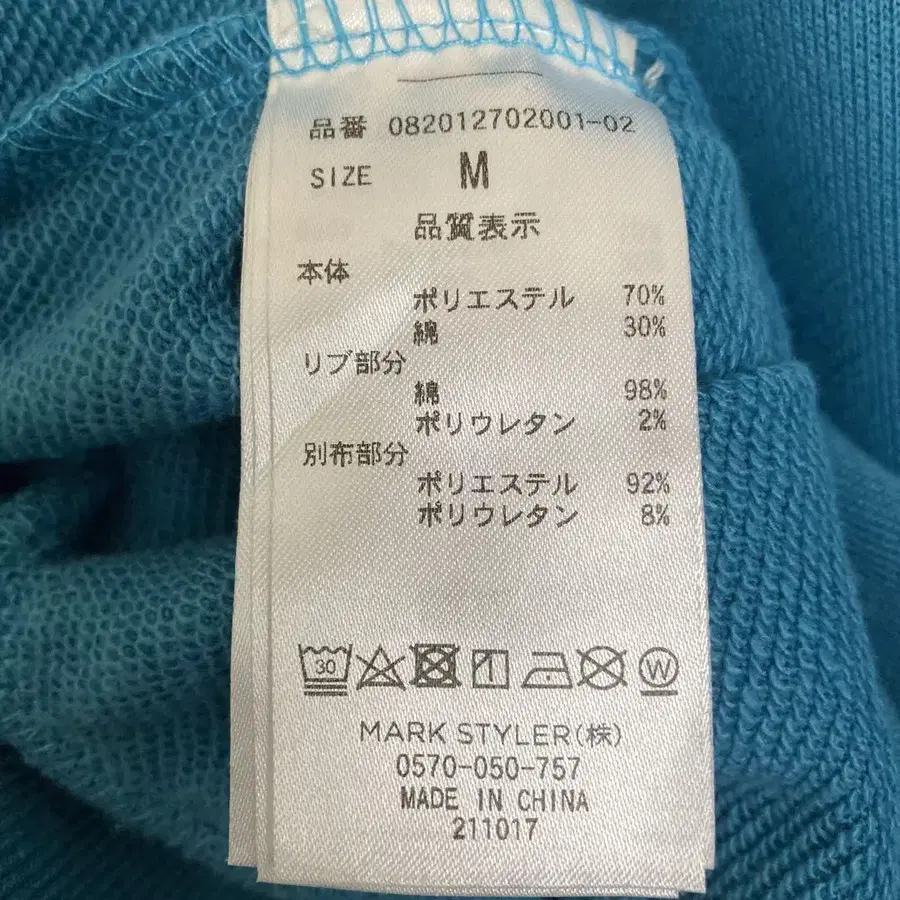 品番 082012702001-02
SIZE M
品質表示
本体
ポリエステル 70%
綿 30%
リブ部分
綿 98%
ポリウレタン 2%
別布部分
ポリエステル 92%
ポリウレタン 8%
30 W
MARK STYLER(株)
0570-050-757
MADE IN CHINA
211017